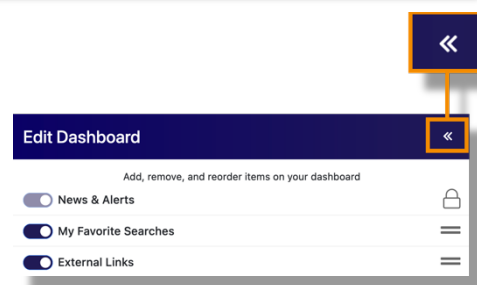 «
Edit Dashboard «
Add, remove, and reorder items on your dashboard
News & Alerts
My Favorite Searches
External Links